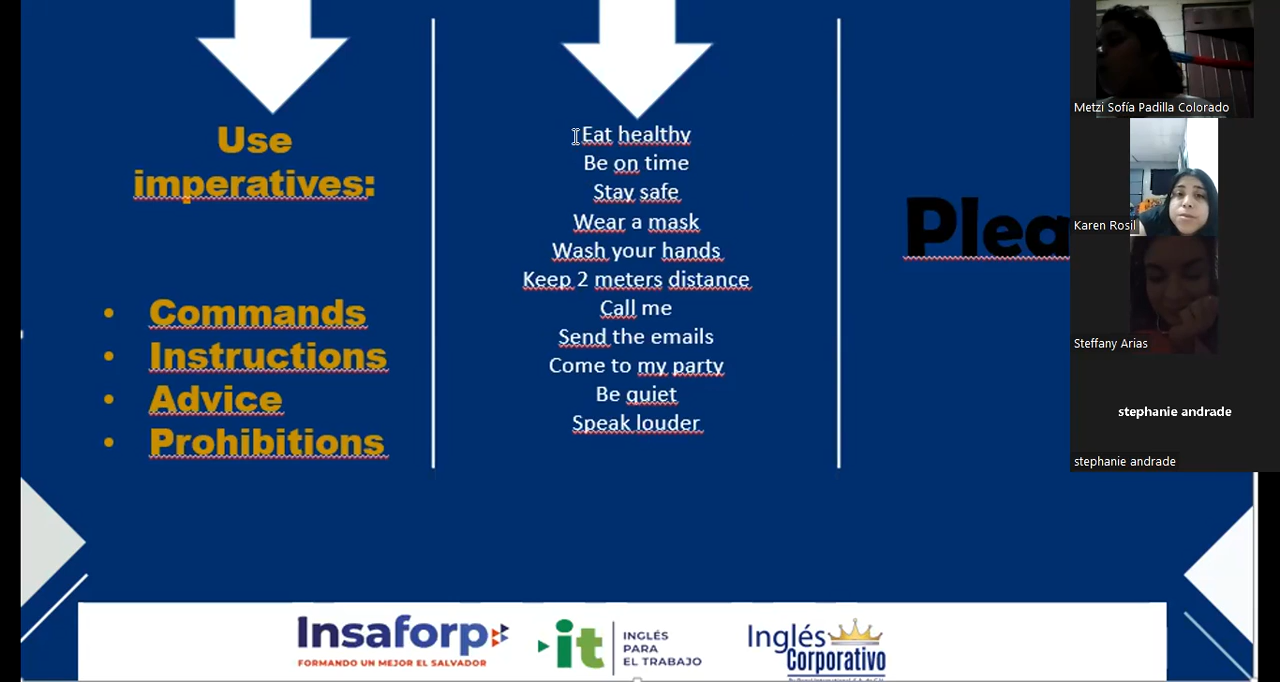 Use
imperatives:
Commands
Instructions
Advice
Prohibitions
Eat healthy
Be on time
Stay safe
Wear a mask
Wash your hands
Keep 2 meters distance
Call me
Send the emails
Come to my party
Be quiet
Speak louder
Plea
Metzi Sofía Padilla Colorado
Karen Rosil
Steffany Arias
stephanie andrade
stephanie andrade
Insaforp
FORMANDO UN MEJOR EL SALVADOR
it
INGLÉS
PARA
EL TRABAJO
Inglés
Corporativo